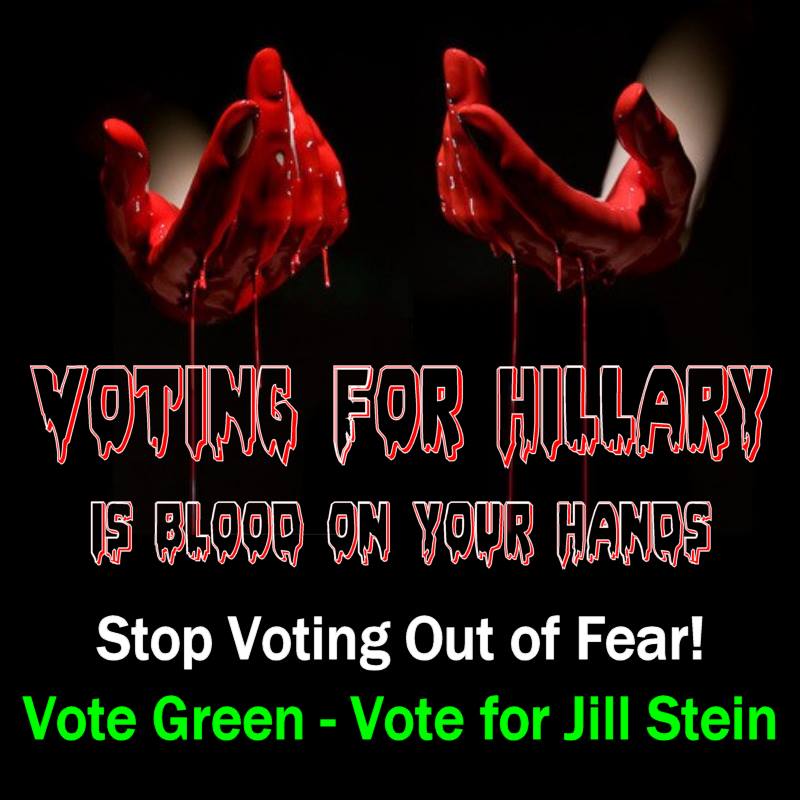 VOTING FOR HILLARY
IS BLOOD ON YOUR HANDS
Stop Voting Out of Fear!
Vote Green - Vote for Jill Stein